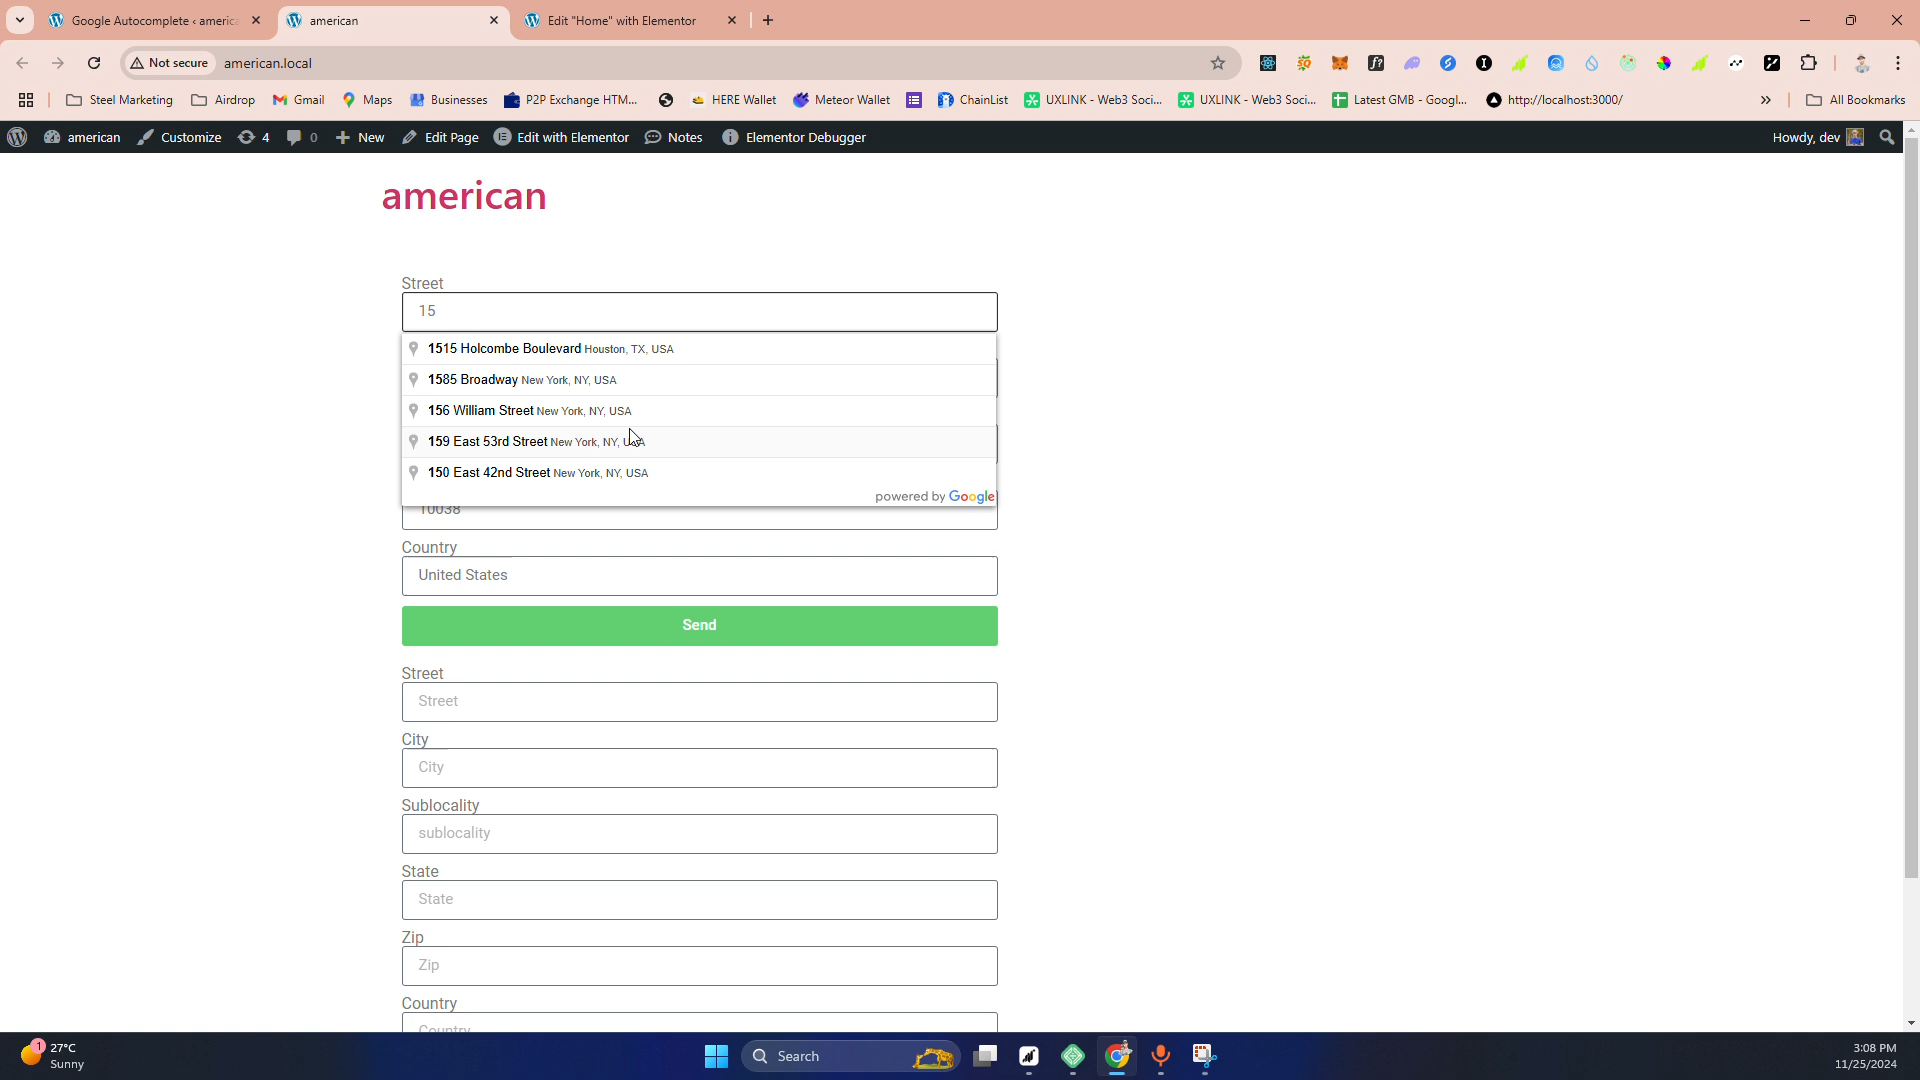 Google Autocomplete ‹ america
american
Edit "Home" with Elementor
Not secure
american.local
Steel Marketing
Airdrop
Gmail
Maps
Businesses
P2P Exchange HTM...
HERE Wallet
Meteor Wallet
ChainList
UXLINK - Web3 Soci...
UXLINK - Web3 Soci...
Latest GMB - Googl...
http://localhost:3000/
»
All Bookmarks
american
Customize
4
0
New
Edit Page
Edit with Elementor
Notes
Elementor Debugger
Howdy, dev
american
Street
15
1515 Holcombe Boulevard Houston, TX, USA
1585 Broadway New York, NY, USA
156 William Street New York, NY, USA
159 East 53rd Street New York, NY, USA
150 East 42nd Street New York, NY, USA
powered by Google
10038
Country
United States
Send
Street
Street
City
City
Sublocality
sublocality
State
State
Zip
Zip
Country
Country
1
27°C
Sunny
Search
3:08 PM
11/25/2024